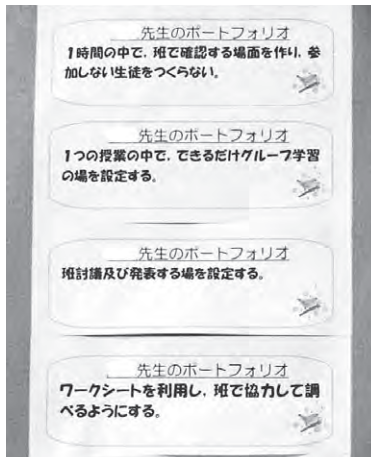 先生のポートフォリオ
1時間の中で、班で確認する場面を作り、参
加しない生徒をつくらない。
先生のポートフォリオ
1つの授業の中で、できるだけグループ学習
の場を設定する。
先生のポートフォリオ
班討議及び発表する場を設定する。
先生のポートフォリオ
ワークシートを利用し、班で協力して調
べるようにする。